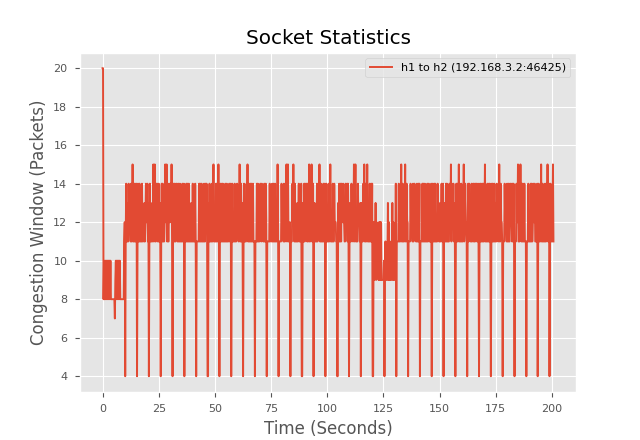 Socket Statistics
h1 to h2 (192.168.3.2:46425)
Congestion Window (Packets)
20
18
16
14
12
10
8
6
4
0 25 50 75 100 125 150 175 200
Time (Seconds)